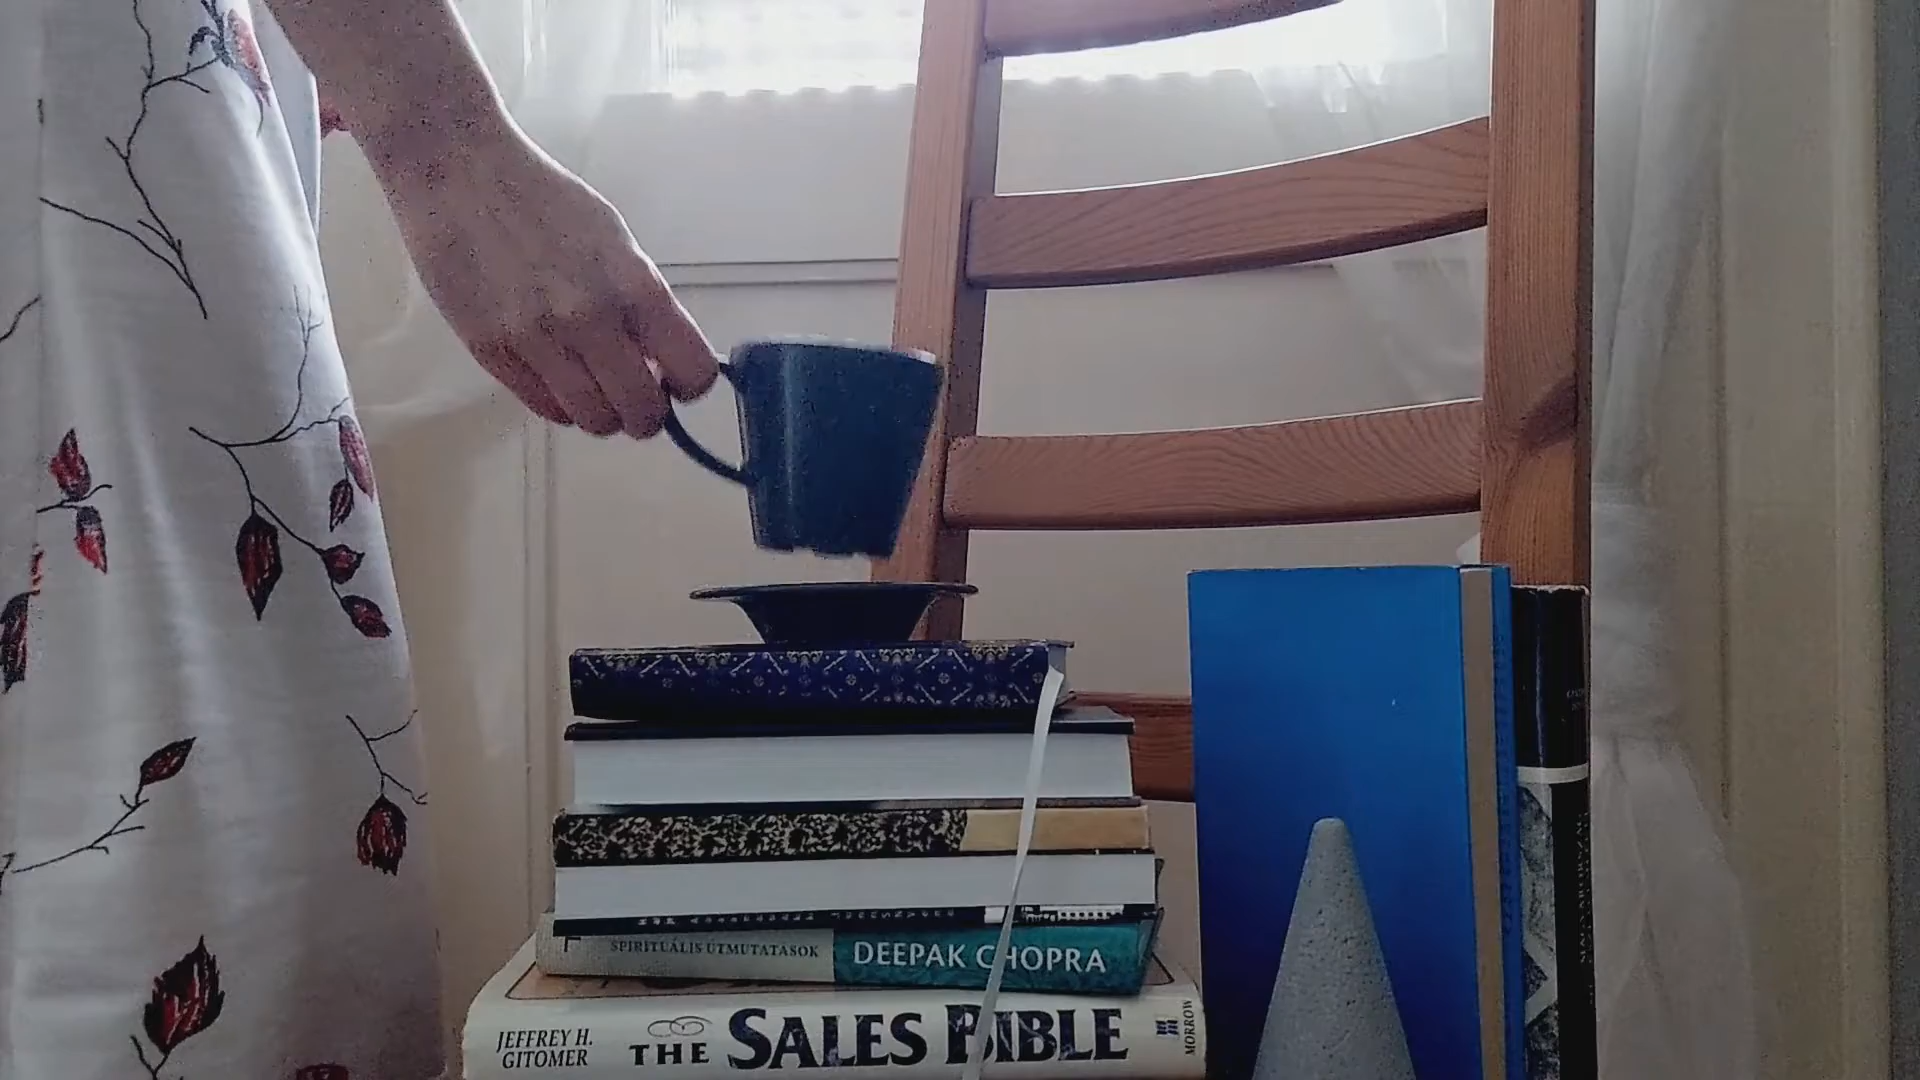 SPIRITUÁLIS ÚTMUTATÁSOK
DEEPAK CHOPRA
JEFFREY H.
GITOMER
THE SALES BIBLE
MORROW